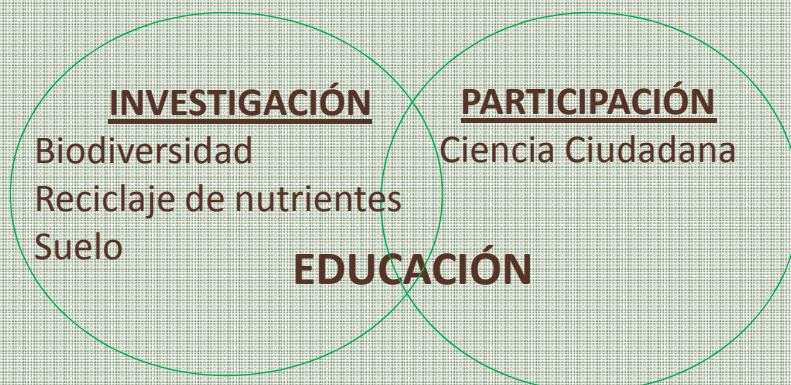 INVESTIGACIÓN
Biodiversidad
Reciclaje de nutrientes
Suelo
PARTICIPACIÓN
Ciencia Ciudadana
EDUCACIÓN